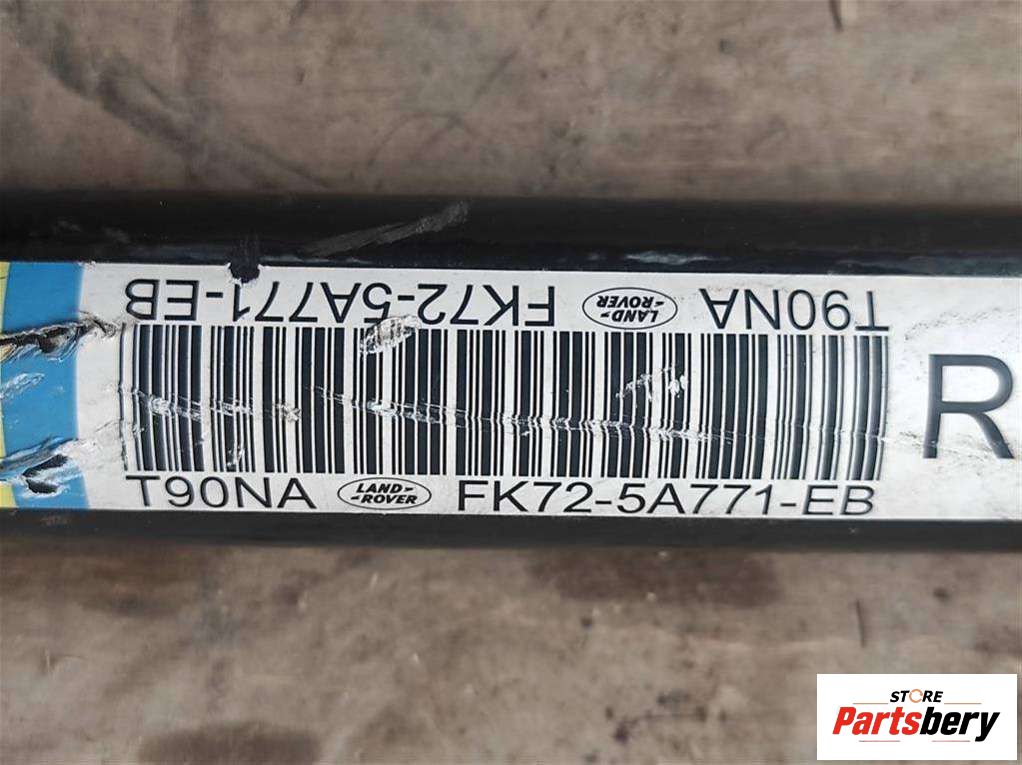 FK72-5A771-EB LAND-
-ROVER T90NA
R
T90NA LAND-
-ROVER FK72-5A771-EB
STORE
Partsbery